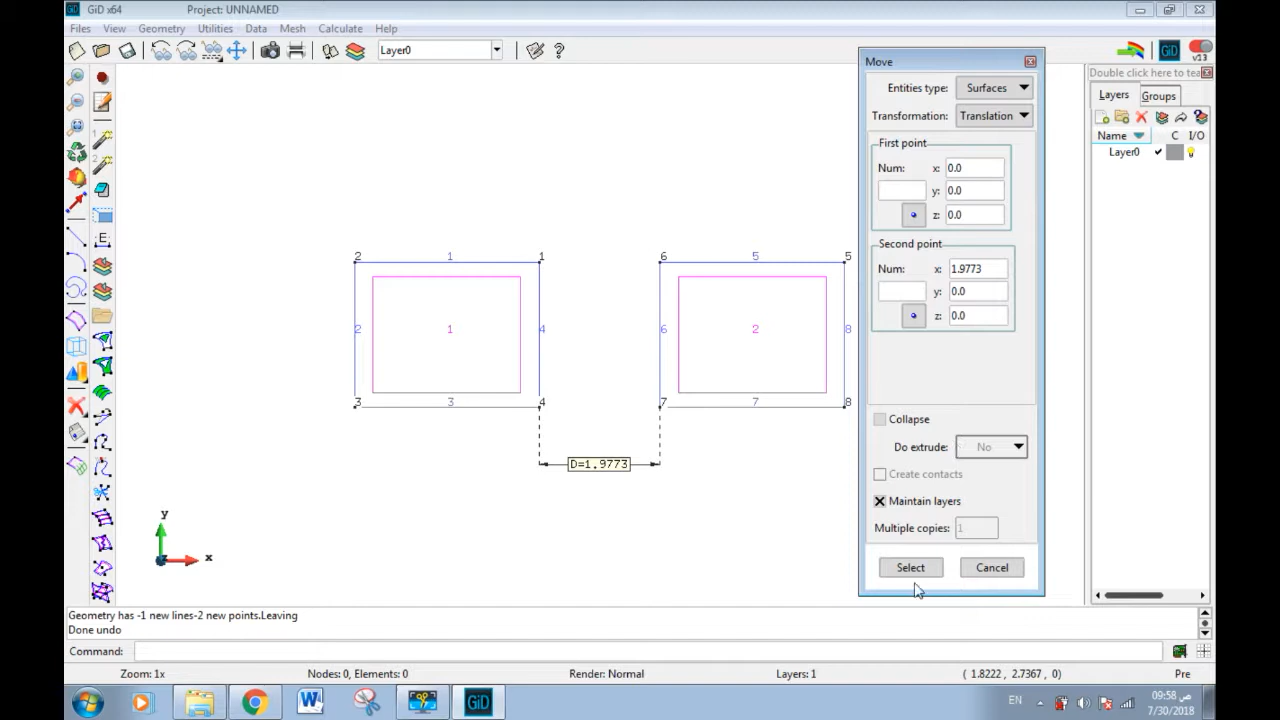 GiD x64 Project: UNNAMED
Files View Geometry Utilities Data Mesh Calculate Help
Layer0
GiD
v13
Move
Entities type: Surfaces
Transformation: Translation
First point
Num: x: 0.0
y: 0.0
z: 0.0
Second point
Num: x: 1.9773
y: 0.0
z: 0.0
Collapse
Do extrude: No
Create contacts
Maintain layers
Multiple copies: 1
Select Cancel
Double click here to tea
Layers Groups
Name C I/O
Layer0
2 1 1 6 5 5
2 1 4 6 2 8
3 3 4 7 7 8
D=1.9773
y
x
Geometry has -1 new lines-2 new points.Leaving
Done undo
Command:
Zoom: 1x Nodes: 0, Elements: 0 Render: Normal Layers: 1 ( 1.8222, 2.7367, 0) Pre
EN
09:58 ص
7/30/2018